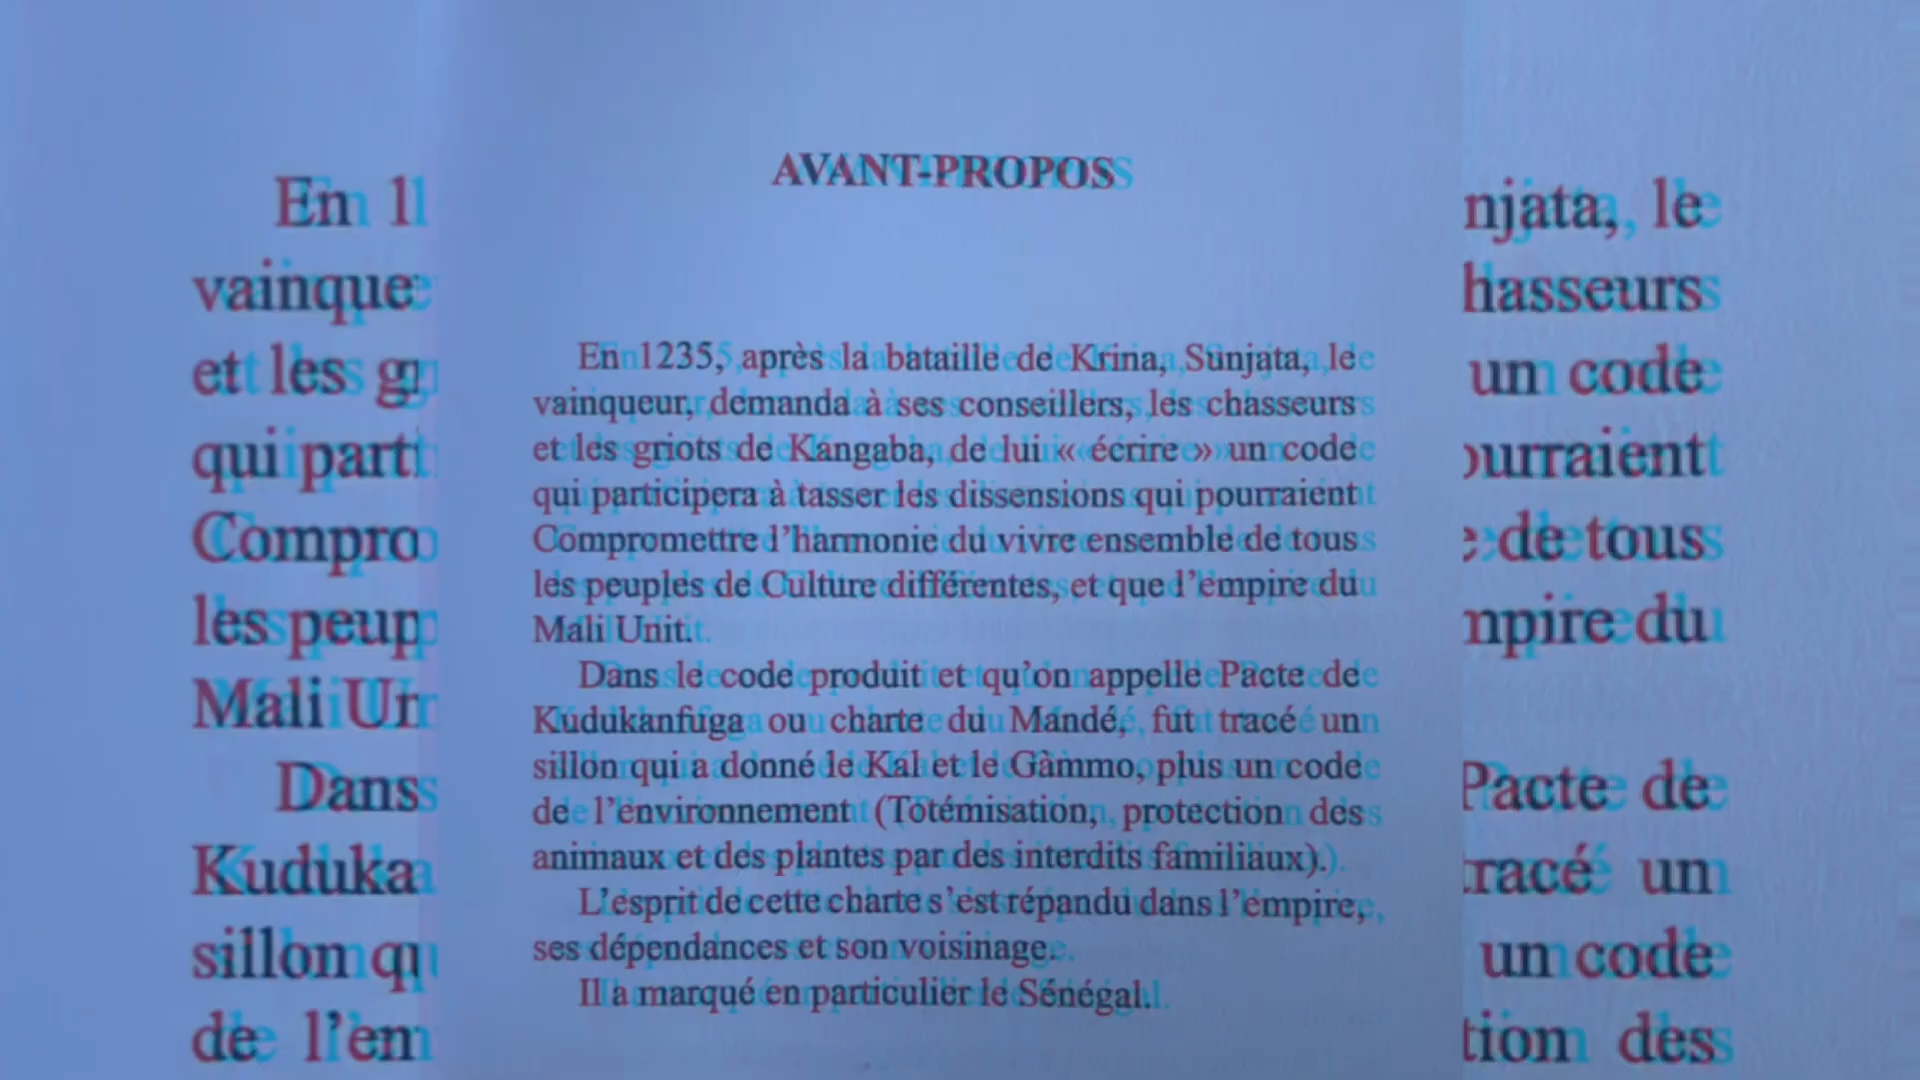 AVANT-PROPOS
En 1235, après la bataille de Krina, Sunjata, le
vainqueur, demanda à ses conseillers, les chasseurs
et les griots de Kangaba, de lui « écrire » un code
qui participera à tasser les dissensions qui pourraient
Compromettre l'harmonie du vivre ensemble de tous
les peuples de Culture différentes, et que l'empire du
Mali Unit.
Dans le code produit et qu'on appelle Pacte de
Kudukanfuga ou charte du Mandé, fut tracé un
sillon qui a donné le Kal et le Gàmmo, plus un code
de l'environnement (Totémisation, protection des
animaux et des plantes par des interdits familiaux).
L'esprit de cette charte s'est répandu dans l'empire,
ses dépendances et son voisinage.
Il a marqué en particulier le Sénégal.